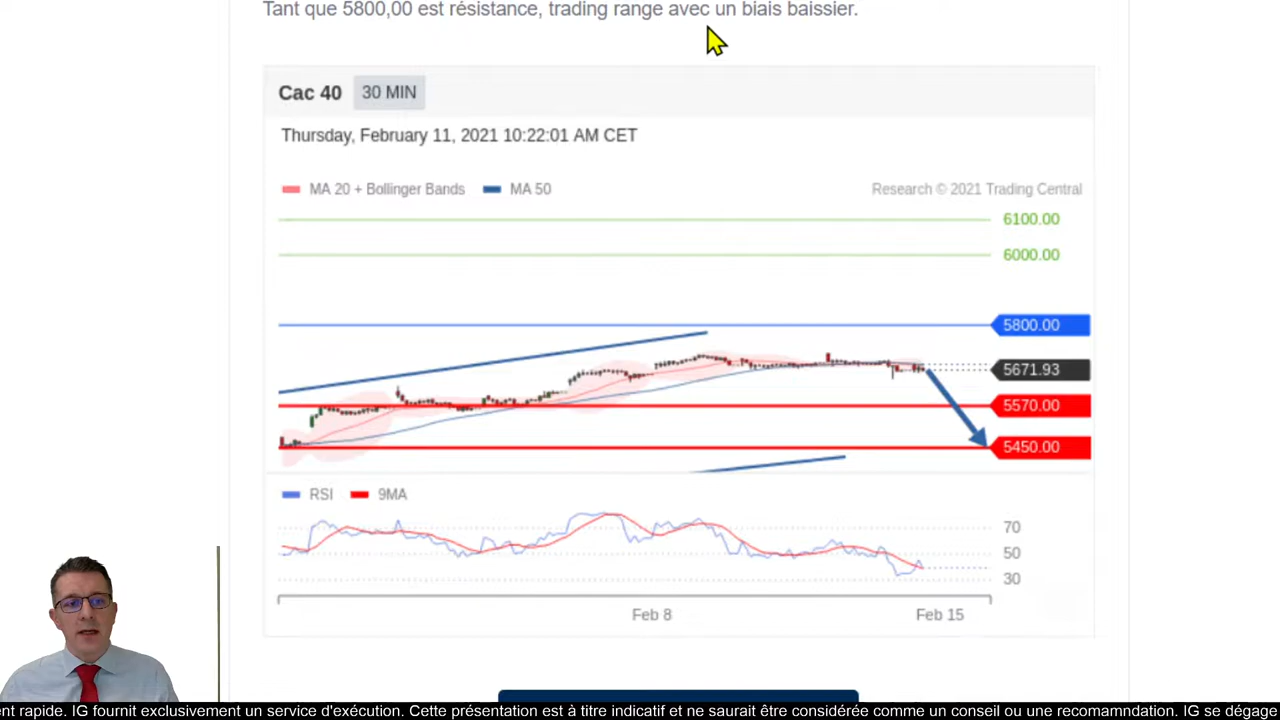 Tant que 5800,00 est résistance, trading range avec un biais baissier.
Cac 40 30 MIN
Thursday, February 11, 2021 10:22:01 AM CET
MA 20 + Bollinger Bands MA 50 Research © 2021 Trading Central
6100.00
6000.00
5800.00
5671.93
5570.00
5450.00
RSI 9MA
70
50
30
Feb 8 Feb 15
ent rapide. IG fournit exclusivement un service d'exécution. Cette présentation est à titre indicatif et ne saurait être considérée comme un conseil ou une recomamndation. IG se dégage